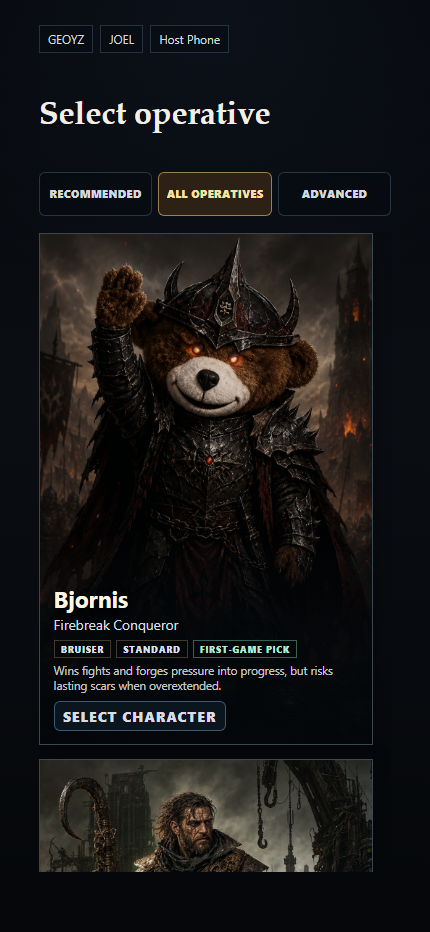 GEOYZ JOEL Host Phone
Select operative
RECOMMENDED ALL OPERATIVES ADVANCED
Bjornis
Firebreak Conqueror
BRUISER STANDARD FIRST-GAME PICK
Wins fights and forges pressure into progress, but risks
lasting scars when overextended.
SELECT CHARACTER